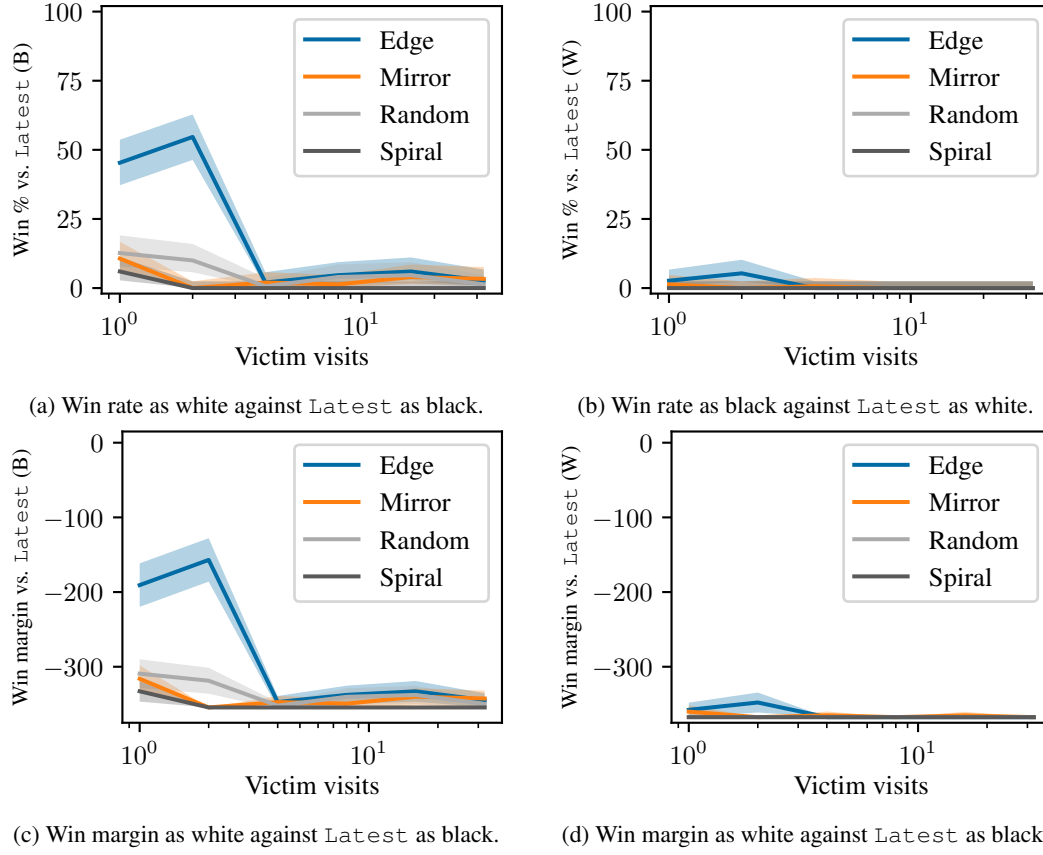 100
75
50
25
0
Win % vs. Latest (B)
Edge
Mirror
Random
Spiral
10^0
10^1
Victim visits
(a) Win rate as white against Latest as black.
100
75
50
25
0
Win % vs. Latest (W)
Edge
Mirror
Random
Spiral
10^0
10^1
Victim visits
(b) Win rate as black against Latest as white.
0
−100
−200
−300
Win margin vs. Latest (B)
Edge
Mirror
Random
Spiral
10^0
10^1
Victim visits
(c) Win margin as white against Latest as black.
0
−100
−200
−300
Win margin vs. Latest (W)
Edge
Mirror
Random
Spiral
10^0
10^1
Victim visits
(d) Win margin as white against Latest as black